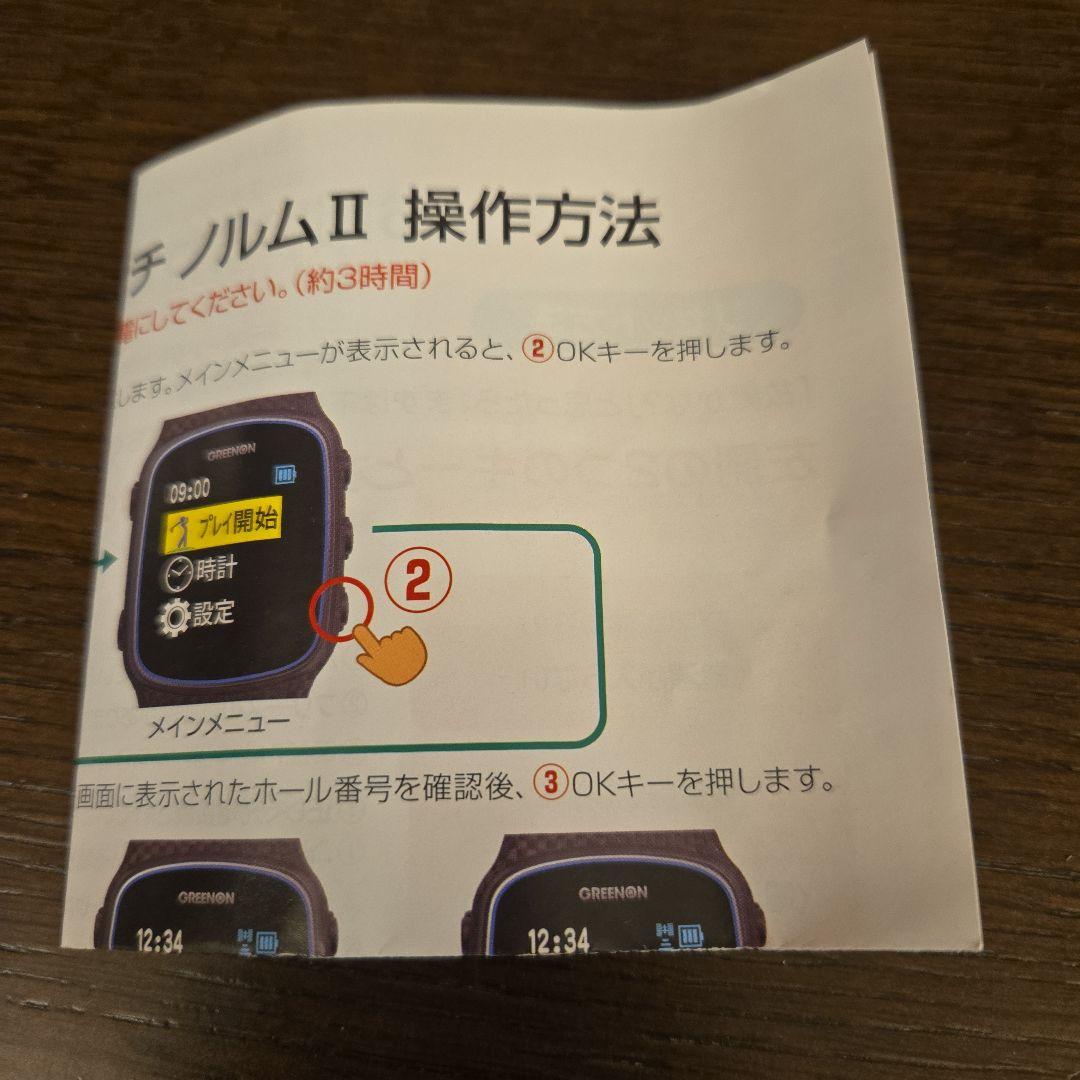 チ ノルムⅡ 操作方法
にしてください。(約3時間)
します。メインメニューが表示されると、②OKキーを押します。
GREENON
09:00
プレイ開始
時計
設定
2
メインメニュー
画面に表示されたホール番号を確認後、③OKキーを押します。
GREENON
12:34
GREENON
12:34